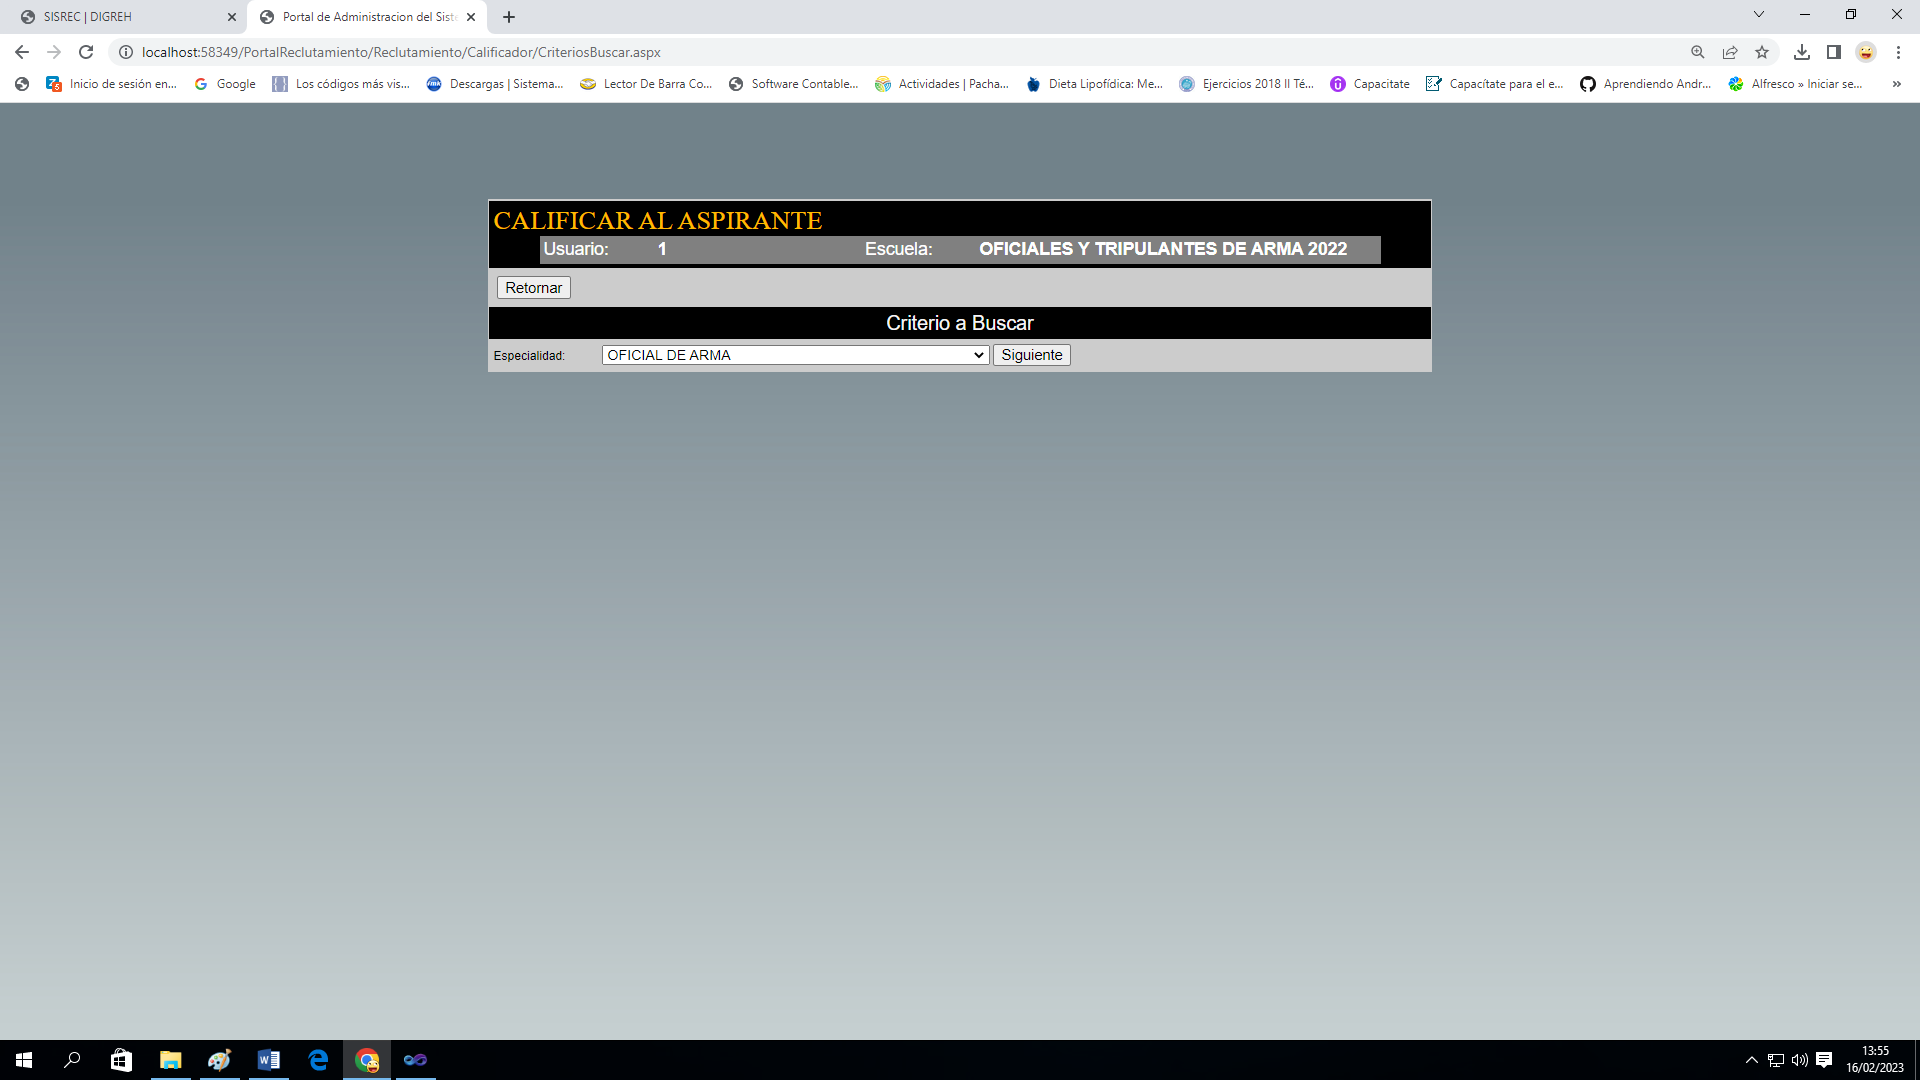 SISREC | DIGREH
Portal de Administracion del Siste
localhost:58349/PortalReclutamiento/Reclutamiento/Calificador/CriteriosBuscar.aspx
Inicio de sesión en... Google Los códigos más vis... Descargas | Sistema... Lector De Barra Co... Software Contable... Actividades | Pacha... Dieta Lipofídica: Me... Ejercicios 2018 II Té... Capacitate Capacítate para el e... Aprendiendo Andr... Alfresco » Iniciar se... »
CALIFICAR AL ASPIRANTE
Usuario: 1 Escuela: OFICIALES Y TRIPULANTES DE ARMA 2022
Retornar
Criterio a Buscar
Especialidad: OFICIAL DE ARMA Siguiente
13:55
16/02/2023